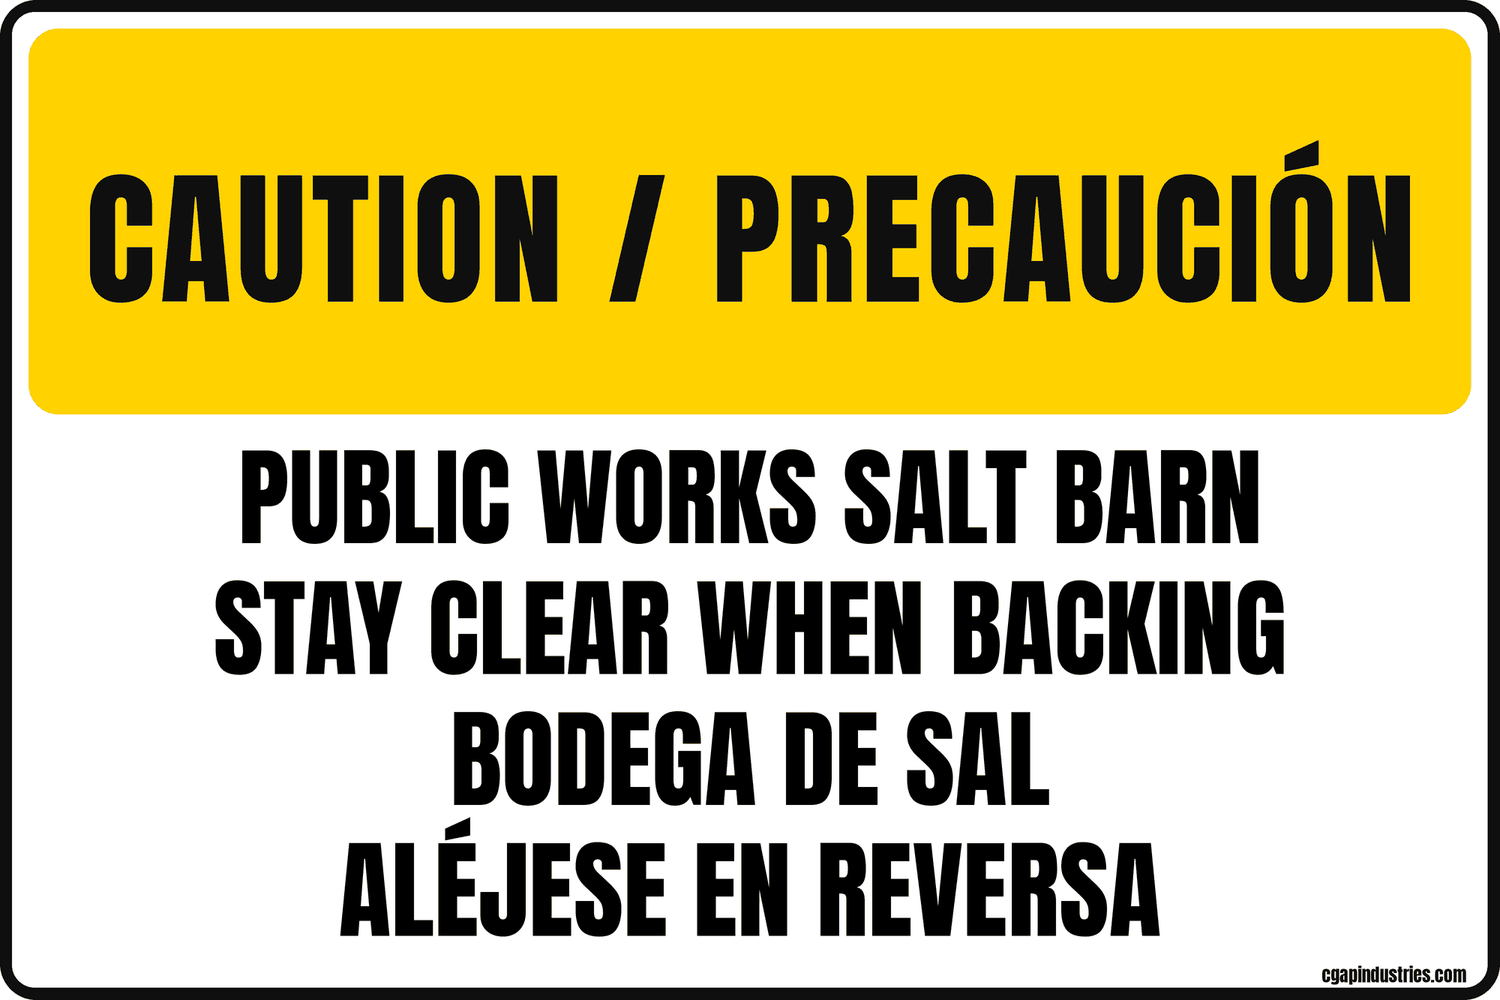 CAUTION / PRECAUCIÓN
PUBLIC WORKS SALT BARN
STAY CLEAR WHEN BACKING
BODEGA DE SAL
ALÉJESE EN REVERSA
cgapindustries.com